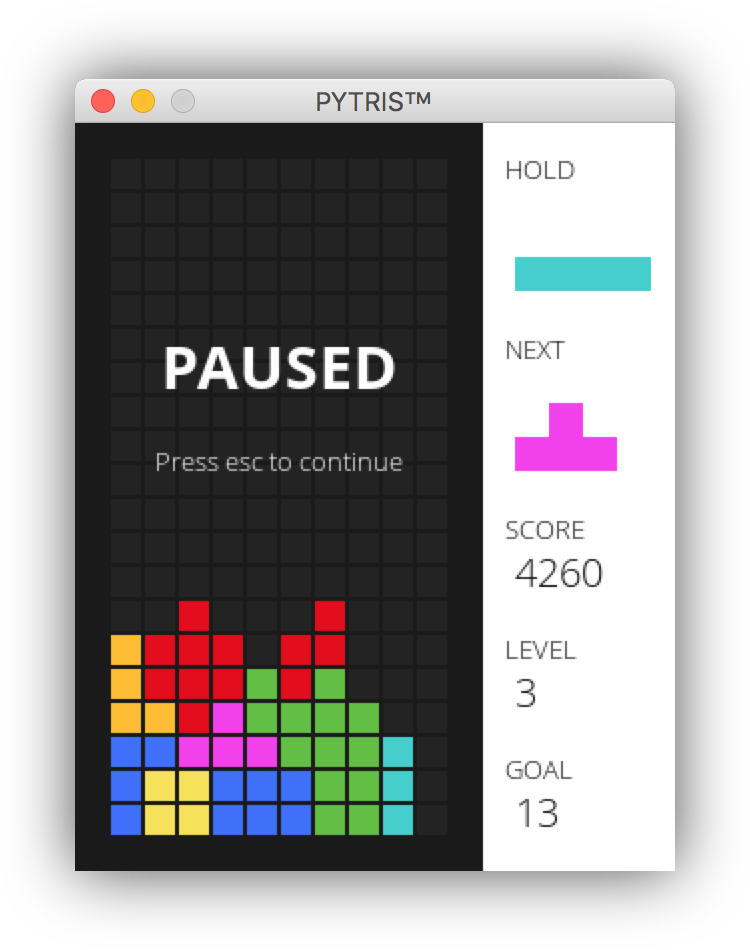 PYTRIS™
HOLD
NEXT
PAUSED
Press esc to continue
SCORE
4260
LEVEL
3
GOAL
13